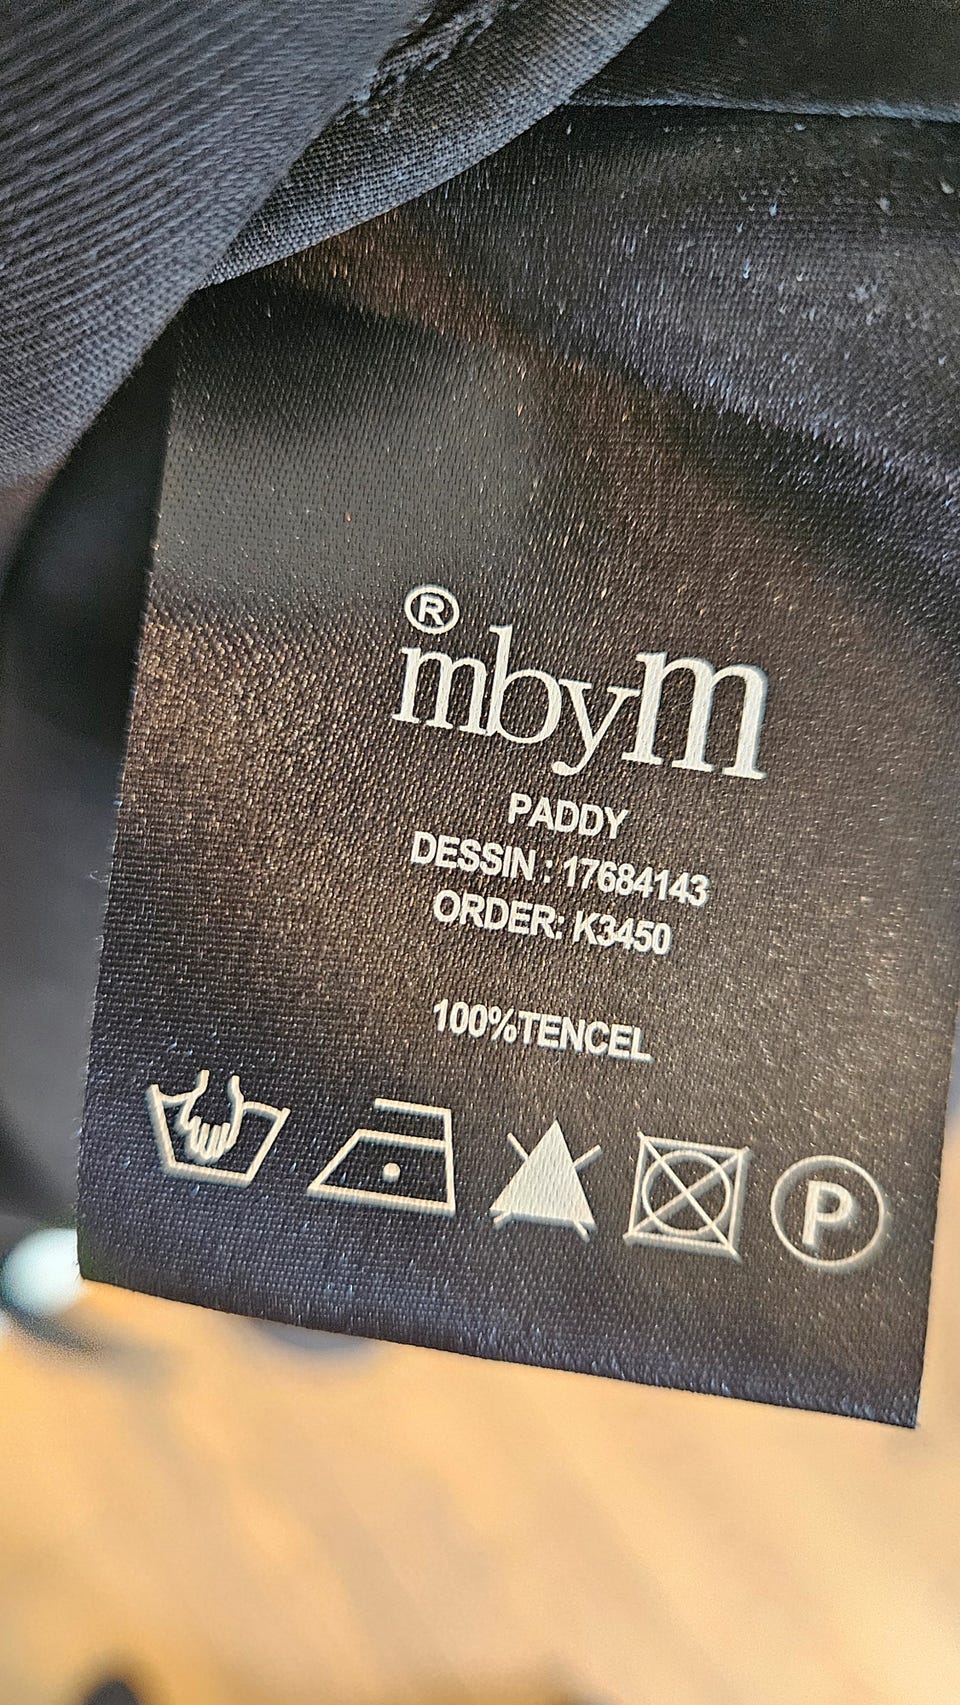 ®
mbym
PADDY
DESSIN : 17684143
ORDER: K3450
100%TENCEL
P